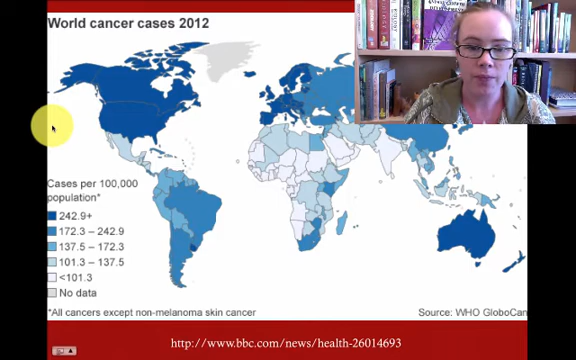 World cancer cases 2012
Cases per 100,000
population*
242.9+
172.3 – 242.9
137.5 – 172.3
101.3 – 137.5
<101.3
No data
*All cancers except non-melanoma skin cancer
Source: WHO GloboCan
http://www.bbc.com/news/health-26014693